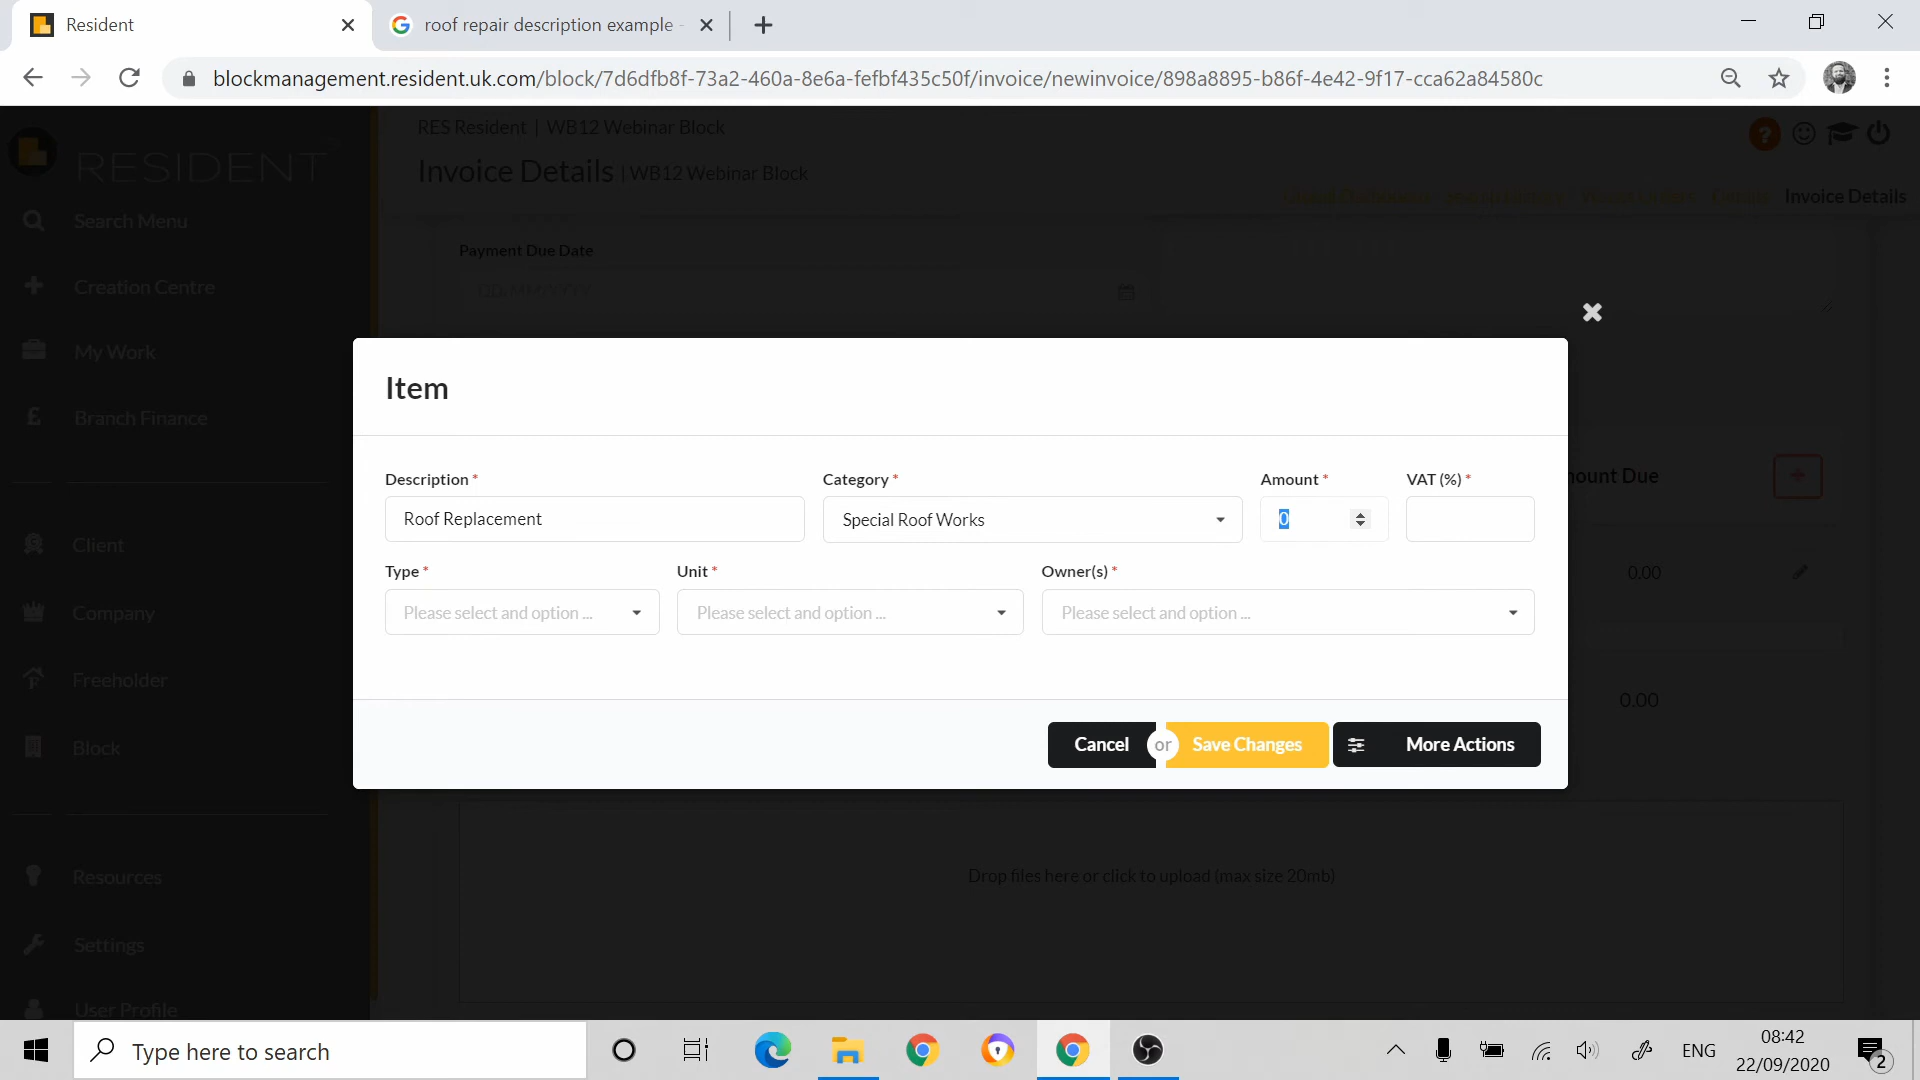 Resident
roof repair description example -
blockmanagement.resident.uk.com/block/7d6dfb8f-73a2-460a-8e6a-fefbf435c50f/invoice/newinvoice/898a8895-b86f-4e42-9f17-cca62a84580c
RESIDENT
RES Resident | WB12 Webinar Block
Invoice Details | WB12 Webinar Block
Invoice Details
Search Menu
Creation Centre
My Work
Branch Finance
Client
Company
Freeholder
Block
Resources
Settings
User Profile
Payment Due Date
Item
Description *
Category *
Amount *
VAT (%) *
Roof Replacement
Special Roof Works
0
Type *
Unit *
Owner(s) *
Please select and option ...
Please select and option ...
Please select and option ...
Cancel
or
Save Changes
More Actions
mount Due
0.00
0.00
Drop files here or click to upload (max size 20mb)
Type here to search
ENG
08:42
22/09/2020
2